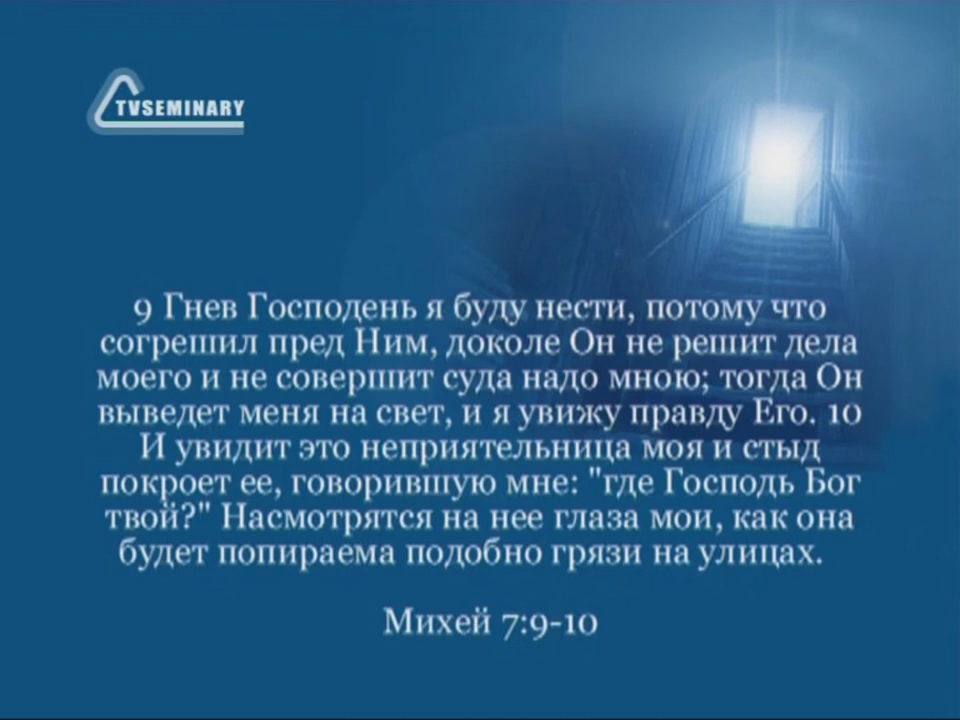 TVSEMINARY
9 Гнев Господень я буду нести, потому что
согрешил пред Ним, доколе Он не решит дела
моего и не совершит суда надо мною; тогда Он
выведет меня на свет, и я увижу правду Его. 10
И увидит это неприятельница моя и стыд
покроет ее, говорившую мне: "где Господь Бог
твой?" Насмотрятся на нее глаза мои, как она
будет попираема подобно грязи на улицах.
Михей 7:9-10